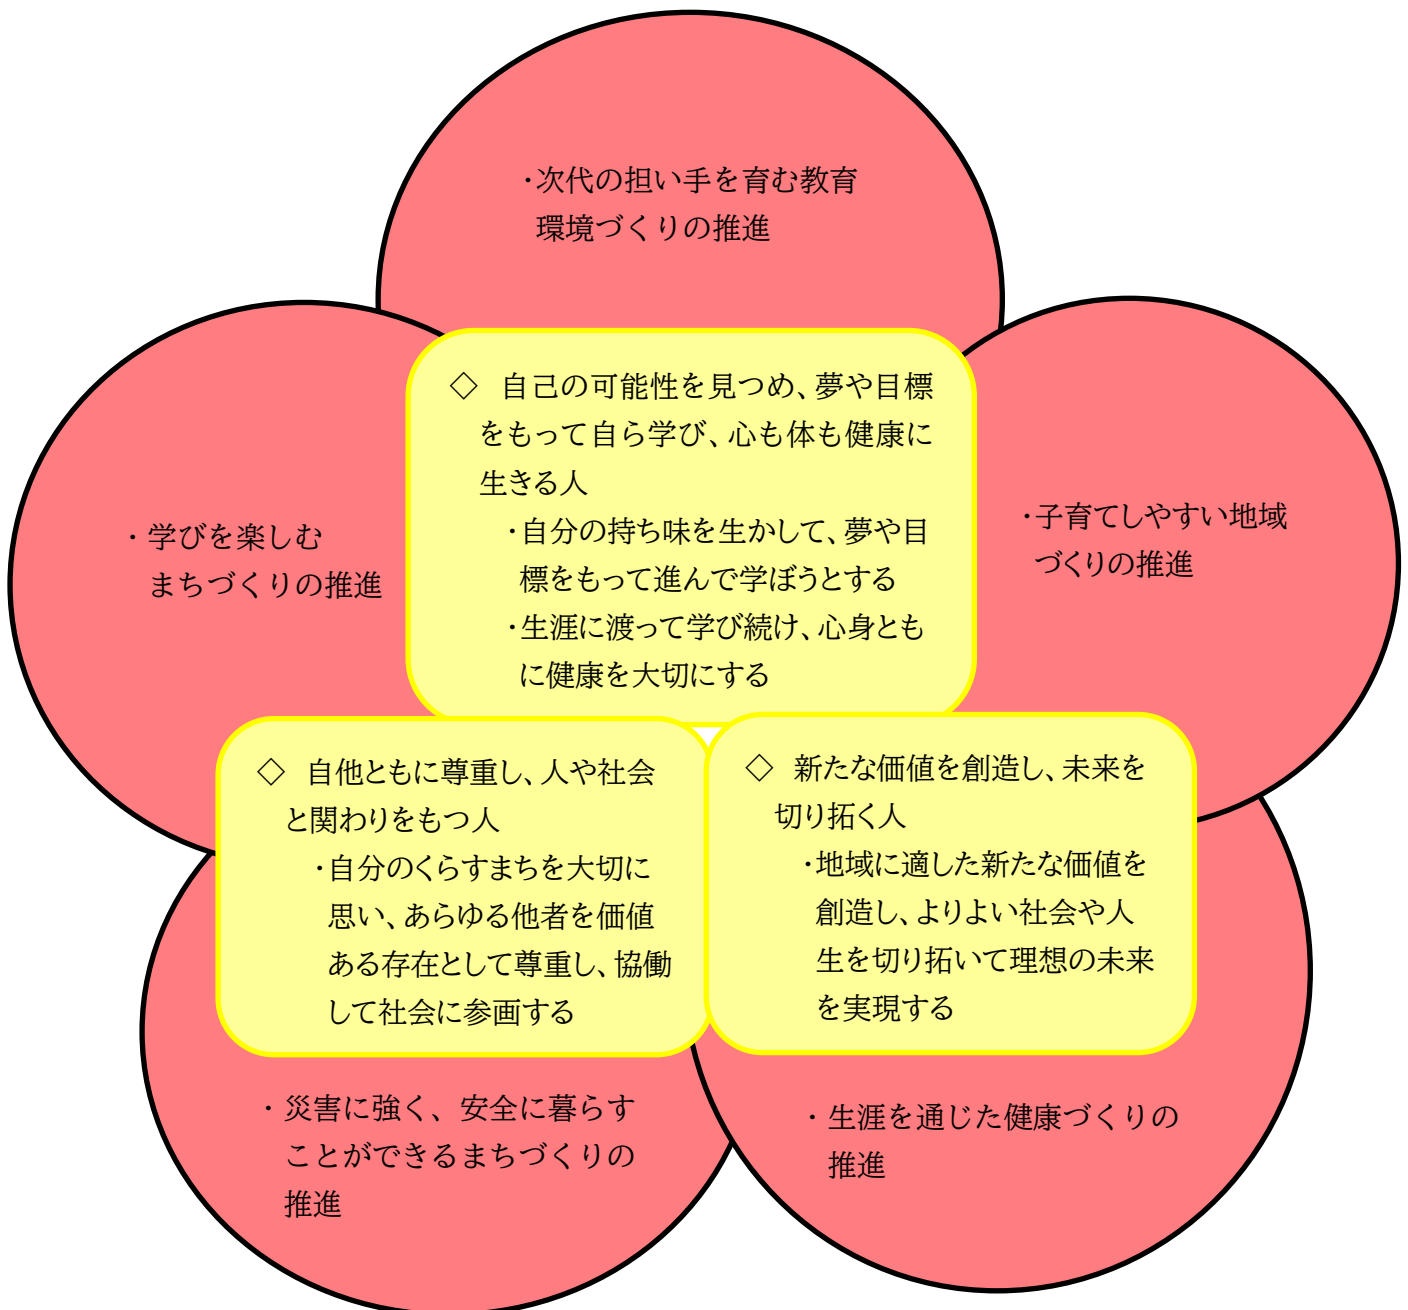 ・次代の担い手を育む教育
環境づくりの推進
◇ 自己の可能性を見つめ、夢や目標
をもって自ら学び、心も体も健康に
生きる人
・自分の持ち味を生かして、夢や目
標をもって進んで学ぼうとする
・生涯に渡って学び続け、心身とも
に健康を大切にする
・学びを楽しむ
まちづくりの推進
・子育てしやすい地域
づくりの推進
◇ 自他ともに尊重し、人や社会
と関わりをもつ人
・自分のくらすまちを大切に
思い、あらゆる他者を価値
ある存在として尊重し、協働
して社会に参画する
◇ 新たな価値を創造し、未来を
切り拓く人
・地域に適した新たな価値を
創造し、よりよい社会や人
生を切り拓いて理想の未来
を実現する
・災害に強く、安全に暮らす
ことができるまちづくりの
推進
・生涯を通じた健康づくりの
推進